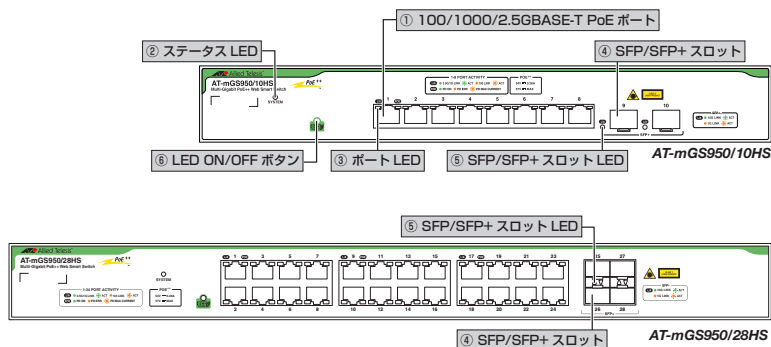 ① 100/1000/2.5GBASE-T PoE ポート
② ステータス LED
④ SFP/SFP+ スロット
Allied Telesis
AT-mGS950/10HS
Multi-Gigabit PoE++ Web Smart Switch
PoE++
SYSTEM
1-8 PORT ACTIVITY
1 2 3 4 5 6 7 8
9 10
SFP+
⑥ LED ON/OFF ボタン
③ ポート LED
⑤ SFP/SFP+ スロット LED
AT-mGS950/10HS
⑤ SFP/SFP+ スロット LED
Allied Telesis
AT-mGS950/28HS
Multi-Gigabit PoE++ Web Smart Switch
PoE++
SYSTEM
1-24 PORT ACTIVITY
1 3 5 7 9 11 13 15 17 19 21 23 25 27
2 4 6 8 10 12 14 16 18 20 22 24 26 28
SFP+
④ SFP/SFP+ スロット
AT-mGS950/28HS